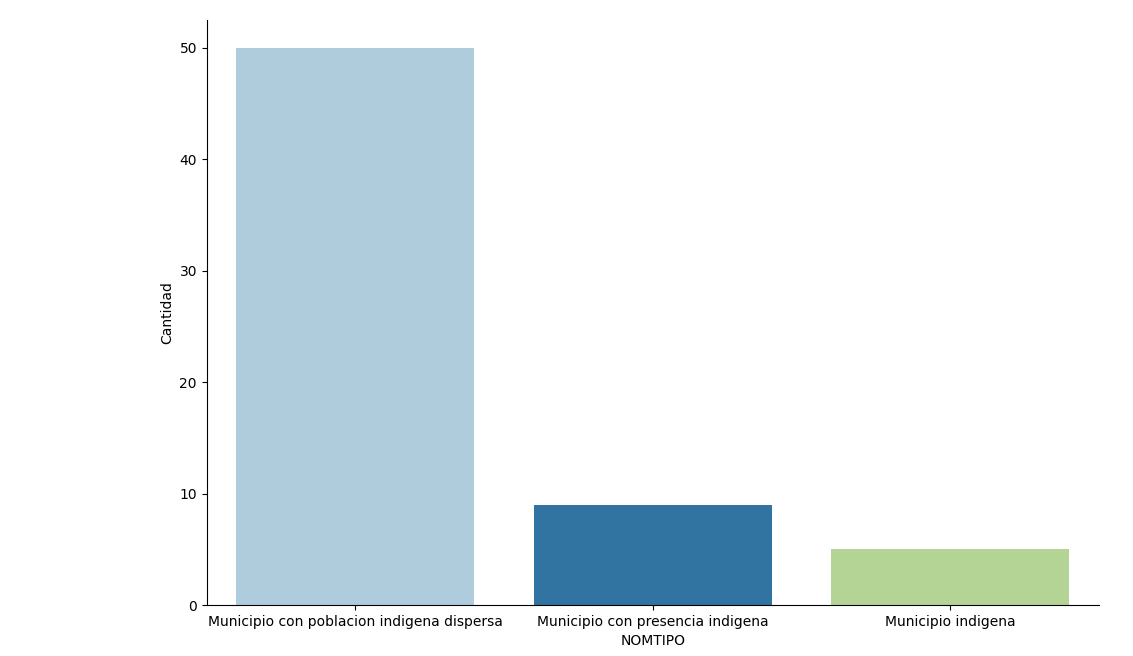 50
40
30
20
10
0
Cantidad
Municipio con poblacion indigena dispersa
Municipio con presencia indigena
Municipio indigena
NOMTIPO